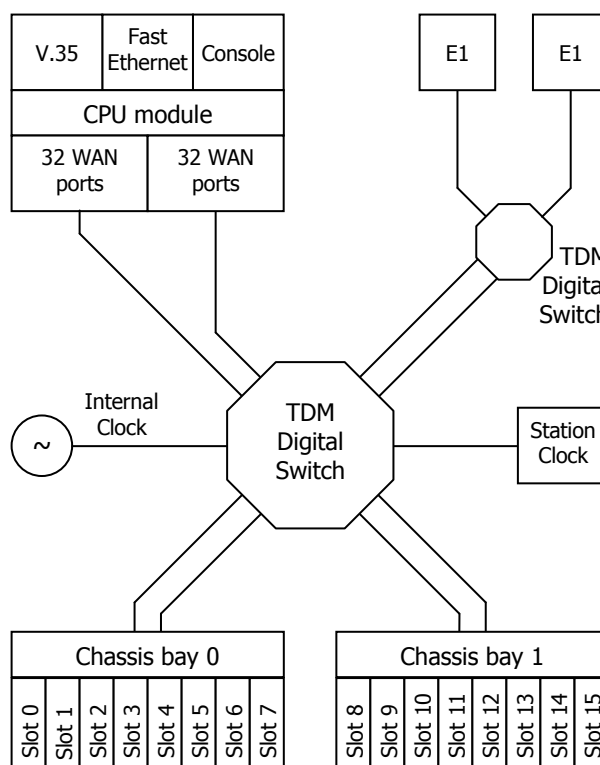 V.35
Fast
Ethernet
Console
CPU module
32 WAN
ports
32 WAN
ports
E1
E1
TDM
Digital
Switch
Internal
Clock
~
TDM
Digital
Switch
Station
Clock
Chassis bay 0
Slot 0
Slot 1
Slot 2
Slot 3
Slot 4
Slot 5
Slot 6
Slot 7
Chassis bay 1
Slot 8
Slot 9
Slot 10
Slot 11
Slot 12
Slot 13
Slot 14
Slot 15